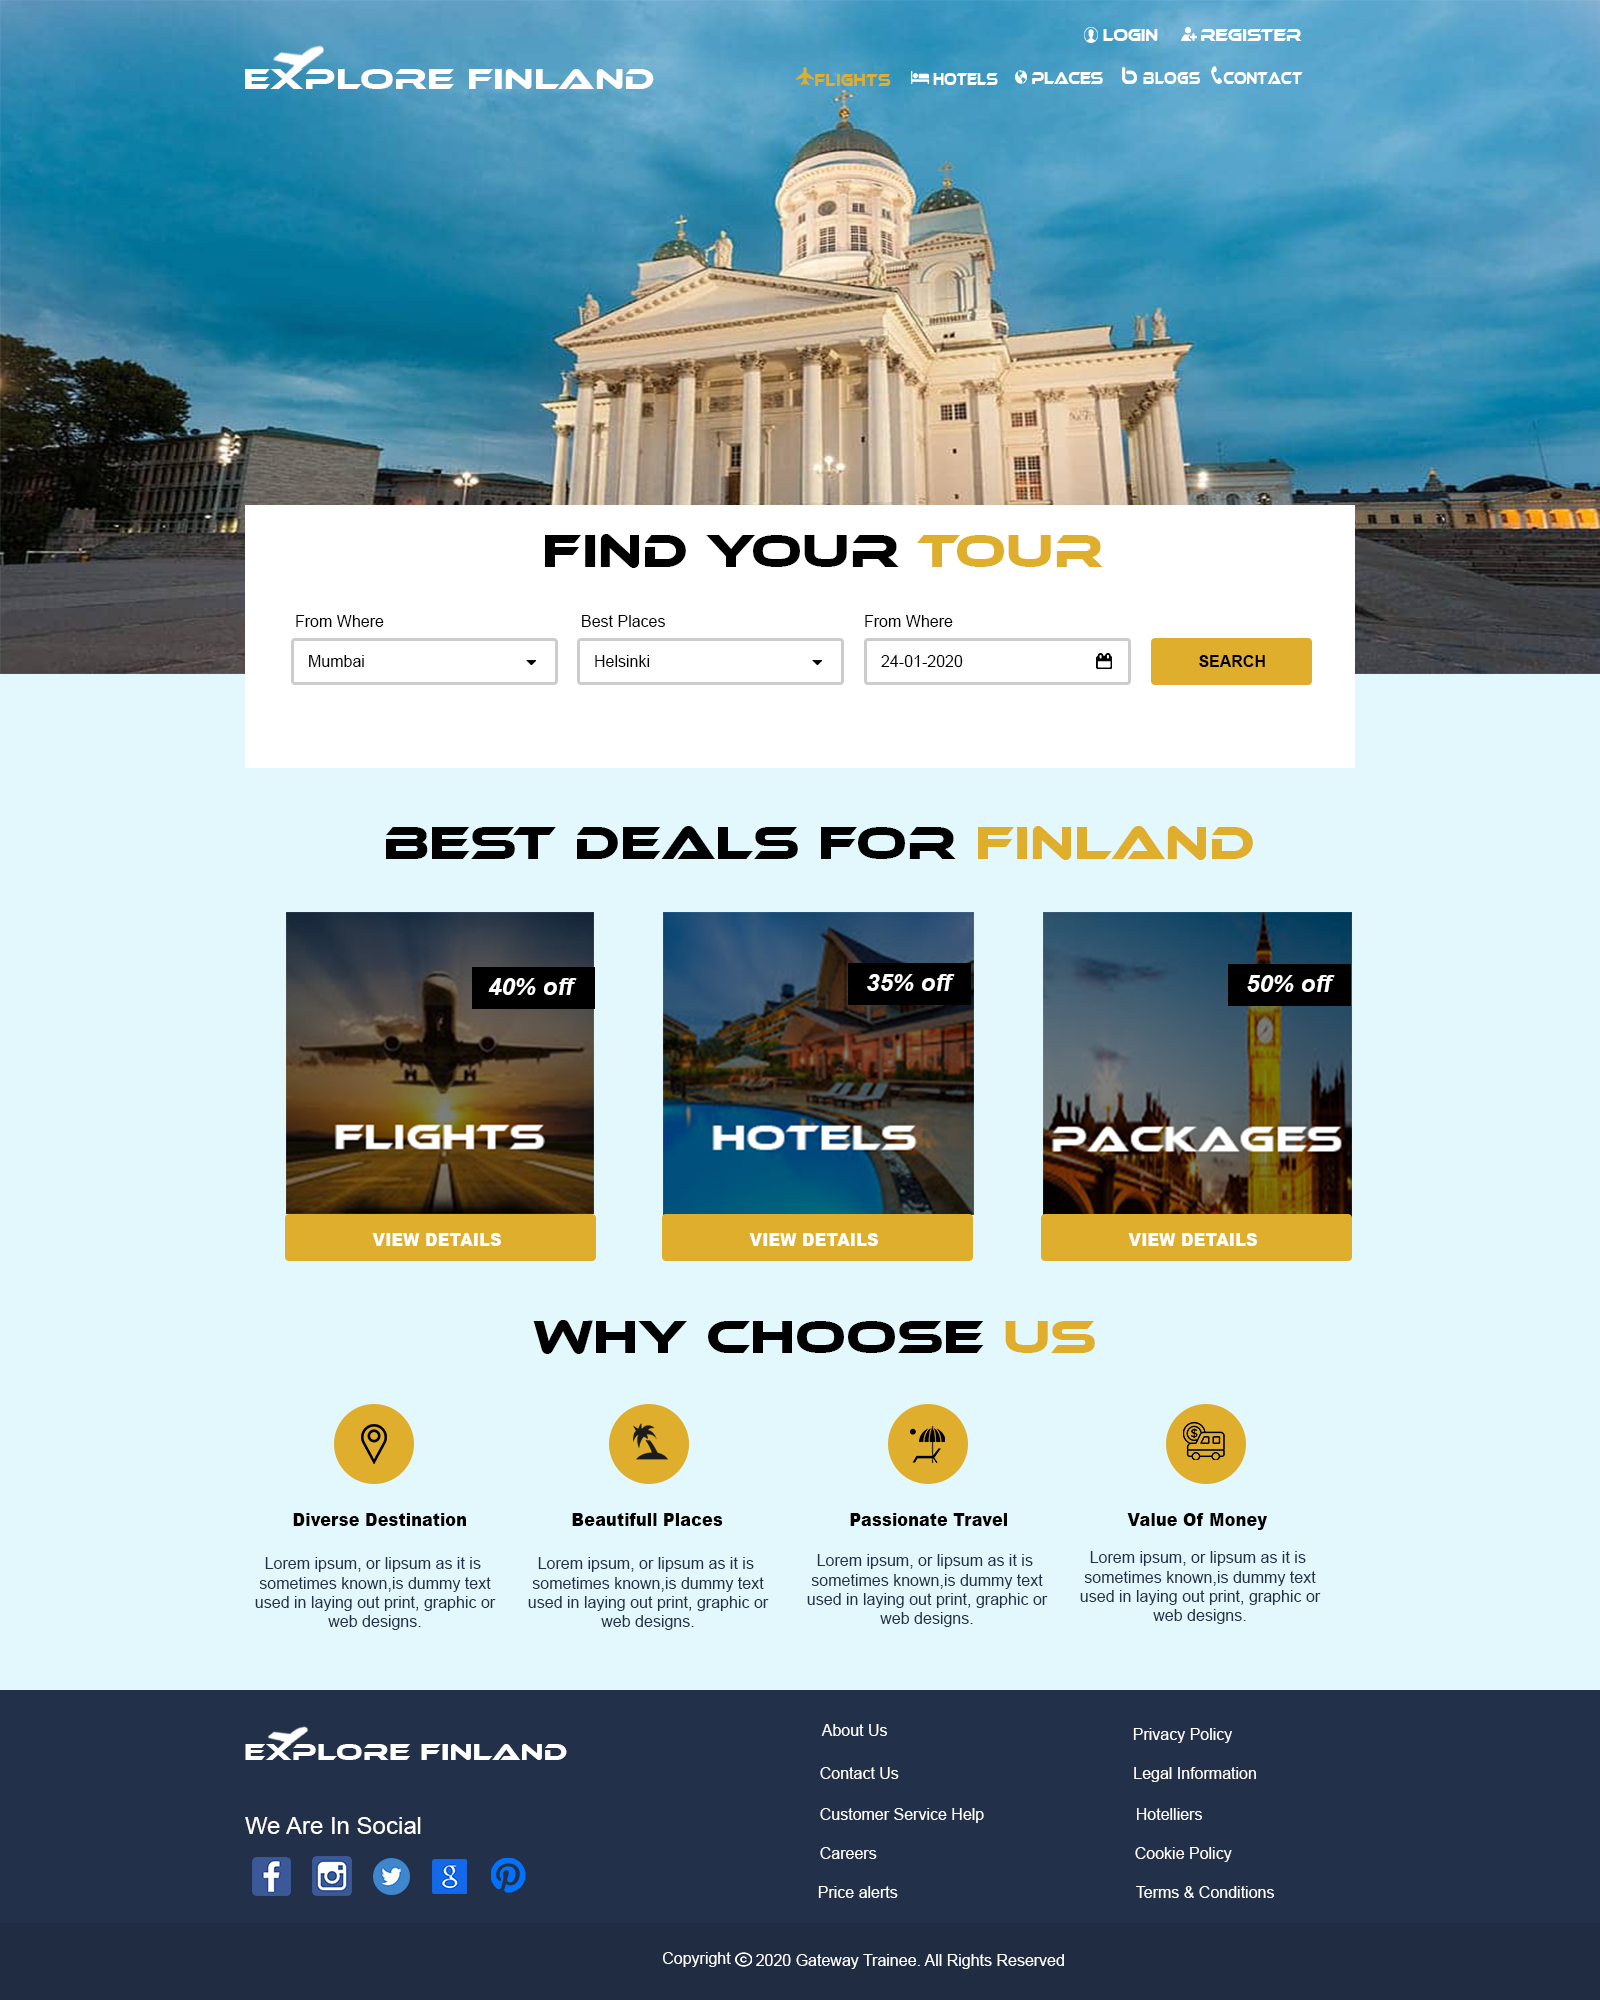 LOGIN REGISTER
EXPLORE FINLAND
FLIGHTS HOTELS PLACES BLOGS CONTACT
FIND YOUR TOUR
From Where Best Places From Where
Mumbai Helsinki 24-01-2020 SEARCH
BEST DEALS FOR FINLAND
40% off 35% off 50% off
FLIGHTS HOTELS PACKAGES
VIEW DETAILS VIEW DETAILS VIEW DETAILS
WHY CHOOSE US
Diverse Destination
Lorem ipsum, or lipsum as it is
sometimes known,is dummy text
used in laying out print, graphic or
web designs.
Beautifull Places
Lorem ipsum, or lipsum as it is
sometimes known,is dummy text
used in laying out print, graphic or
web designs.
Passionate Travel
Lorem ipsum, or lipsum as it is
sometimes known,is dummy text
used in laying out print, graphic or
web designs.
Value Of Money
Lorem ipsum, or lipsum as it is
sometimes known,is dummy text
used in laying out print, graphic or
web designs.
EXPLORE FINLAND
We Are In Social
About Us
Contact Us
Customer Service Help
Careers
Price alerts
Privacy Policy
Legal Information
Hotelliers
Cookie Policy
Terms & Conditions
Copyright © 2020 Gateway Trainee. All Rights Reserved